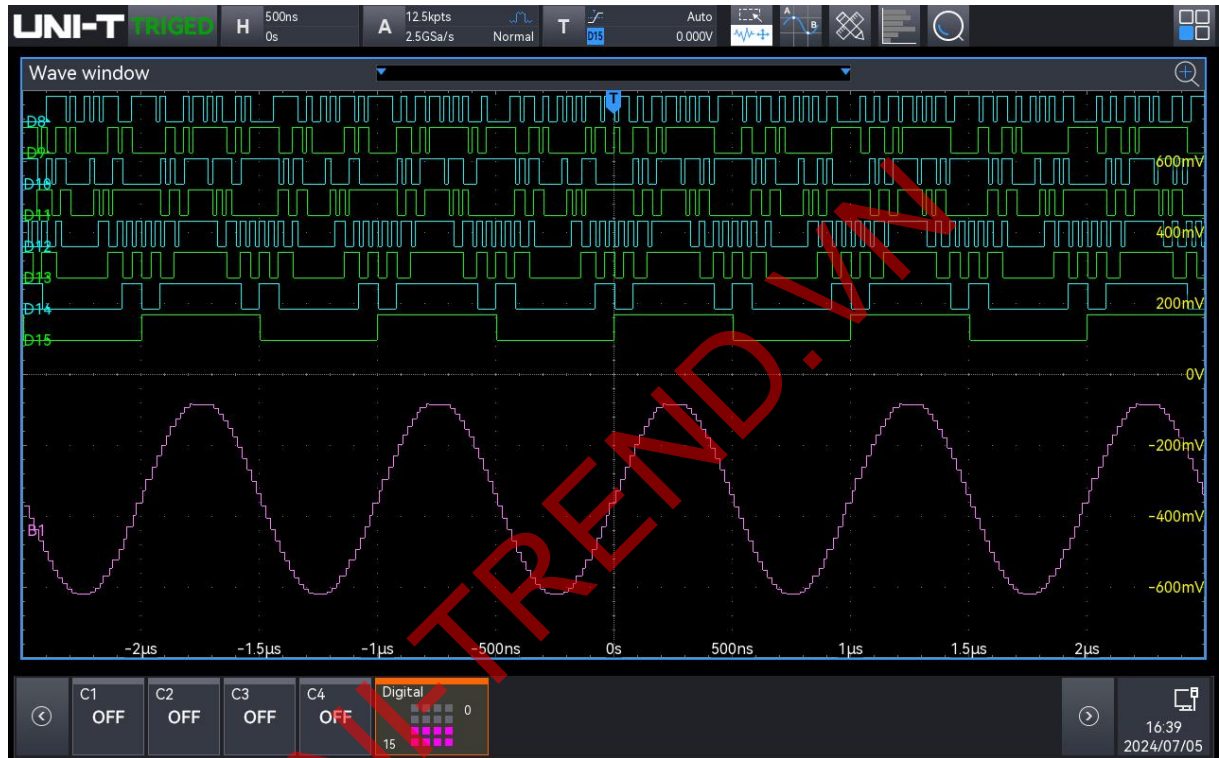 UNI-T TRIGED H 500ns 0s A 12.5kpts 2.5GSa/s Normal T D15 Auto 0.000V A B
Wave window
T
D8
D9
600mV
D10
D11
400mV
D12
D13
200mV
D14
D15
0V
-200mV
-400mV
B1
-600mV
-2µs -1.5µs -1µs -500ns 0s 500ns 1µs 1.5µs 2µs
C1 C2 C3 C4 Digital
OFF OFF OFF OFF 0
15
16:39
2024/07/05
TREND.VN